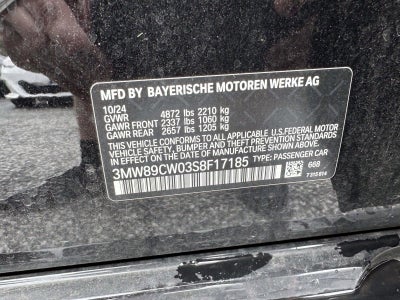 MFD BY BAYERISCHE MOTOREN WERKE AG
10/24
GVWR 4872 lbs 2210 kg
GAWR FRONT 2337 lbs 1060 kg
GAWR REAR 2657 lbs 1205 kg
THIS VEHICLE CONFORMS TO ALL APPLICABLE U.S.FEDERAL MOTOR
VEHICLE SAFETY, BUMPER AND THEFT PREVENTION STANDARDS IN
EFFECT ON THE DATE OF MANUFACTURE SHOWN ABOVE.
3MW89CW03S8F17185 TYPE: PASSENGER CAR
668